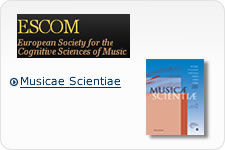 ESCOM
European Society for the
Cognitive Sciences of Music
Musicae Scientiae
MUSICÆ
SCIENTIÆ